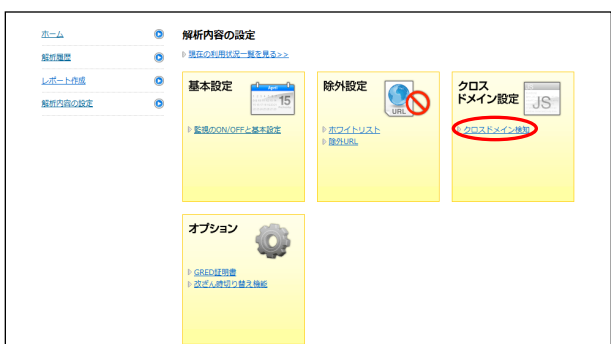 ホーム
解析履歴
レポート作成
解析内容の設定
解析内容の設定
現在の利用状況一覧を見る>>
基本設定
April
15
監視のON/OFFと基本設定
除外設定
URL
ホワイトリスト
除外URL
クロス
ドメイン設定
JS
クロスドメイン検知
オプション
GRED証明書
改ざん時切り替え機能